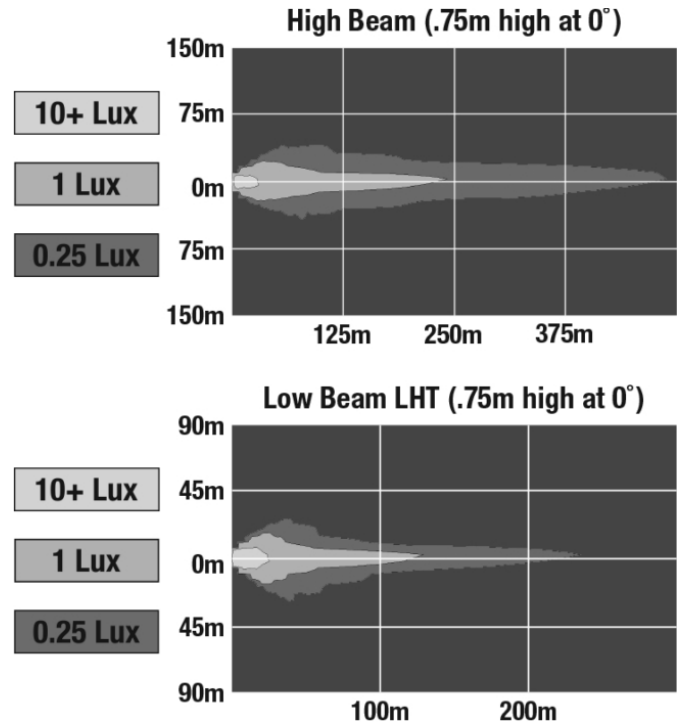 High Beam (.75m high at 0°)
150m
10+ Lux
75m
1 Lux
0m
0.25 Lux
75m
150m
125m 250m 375m
Low Beam LHT (.75m high at 0°)
90m
10+ Lux
45m
1 Lux
0m
0.25 Lux
45m
90m
100m 200m